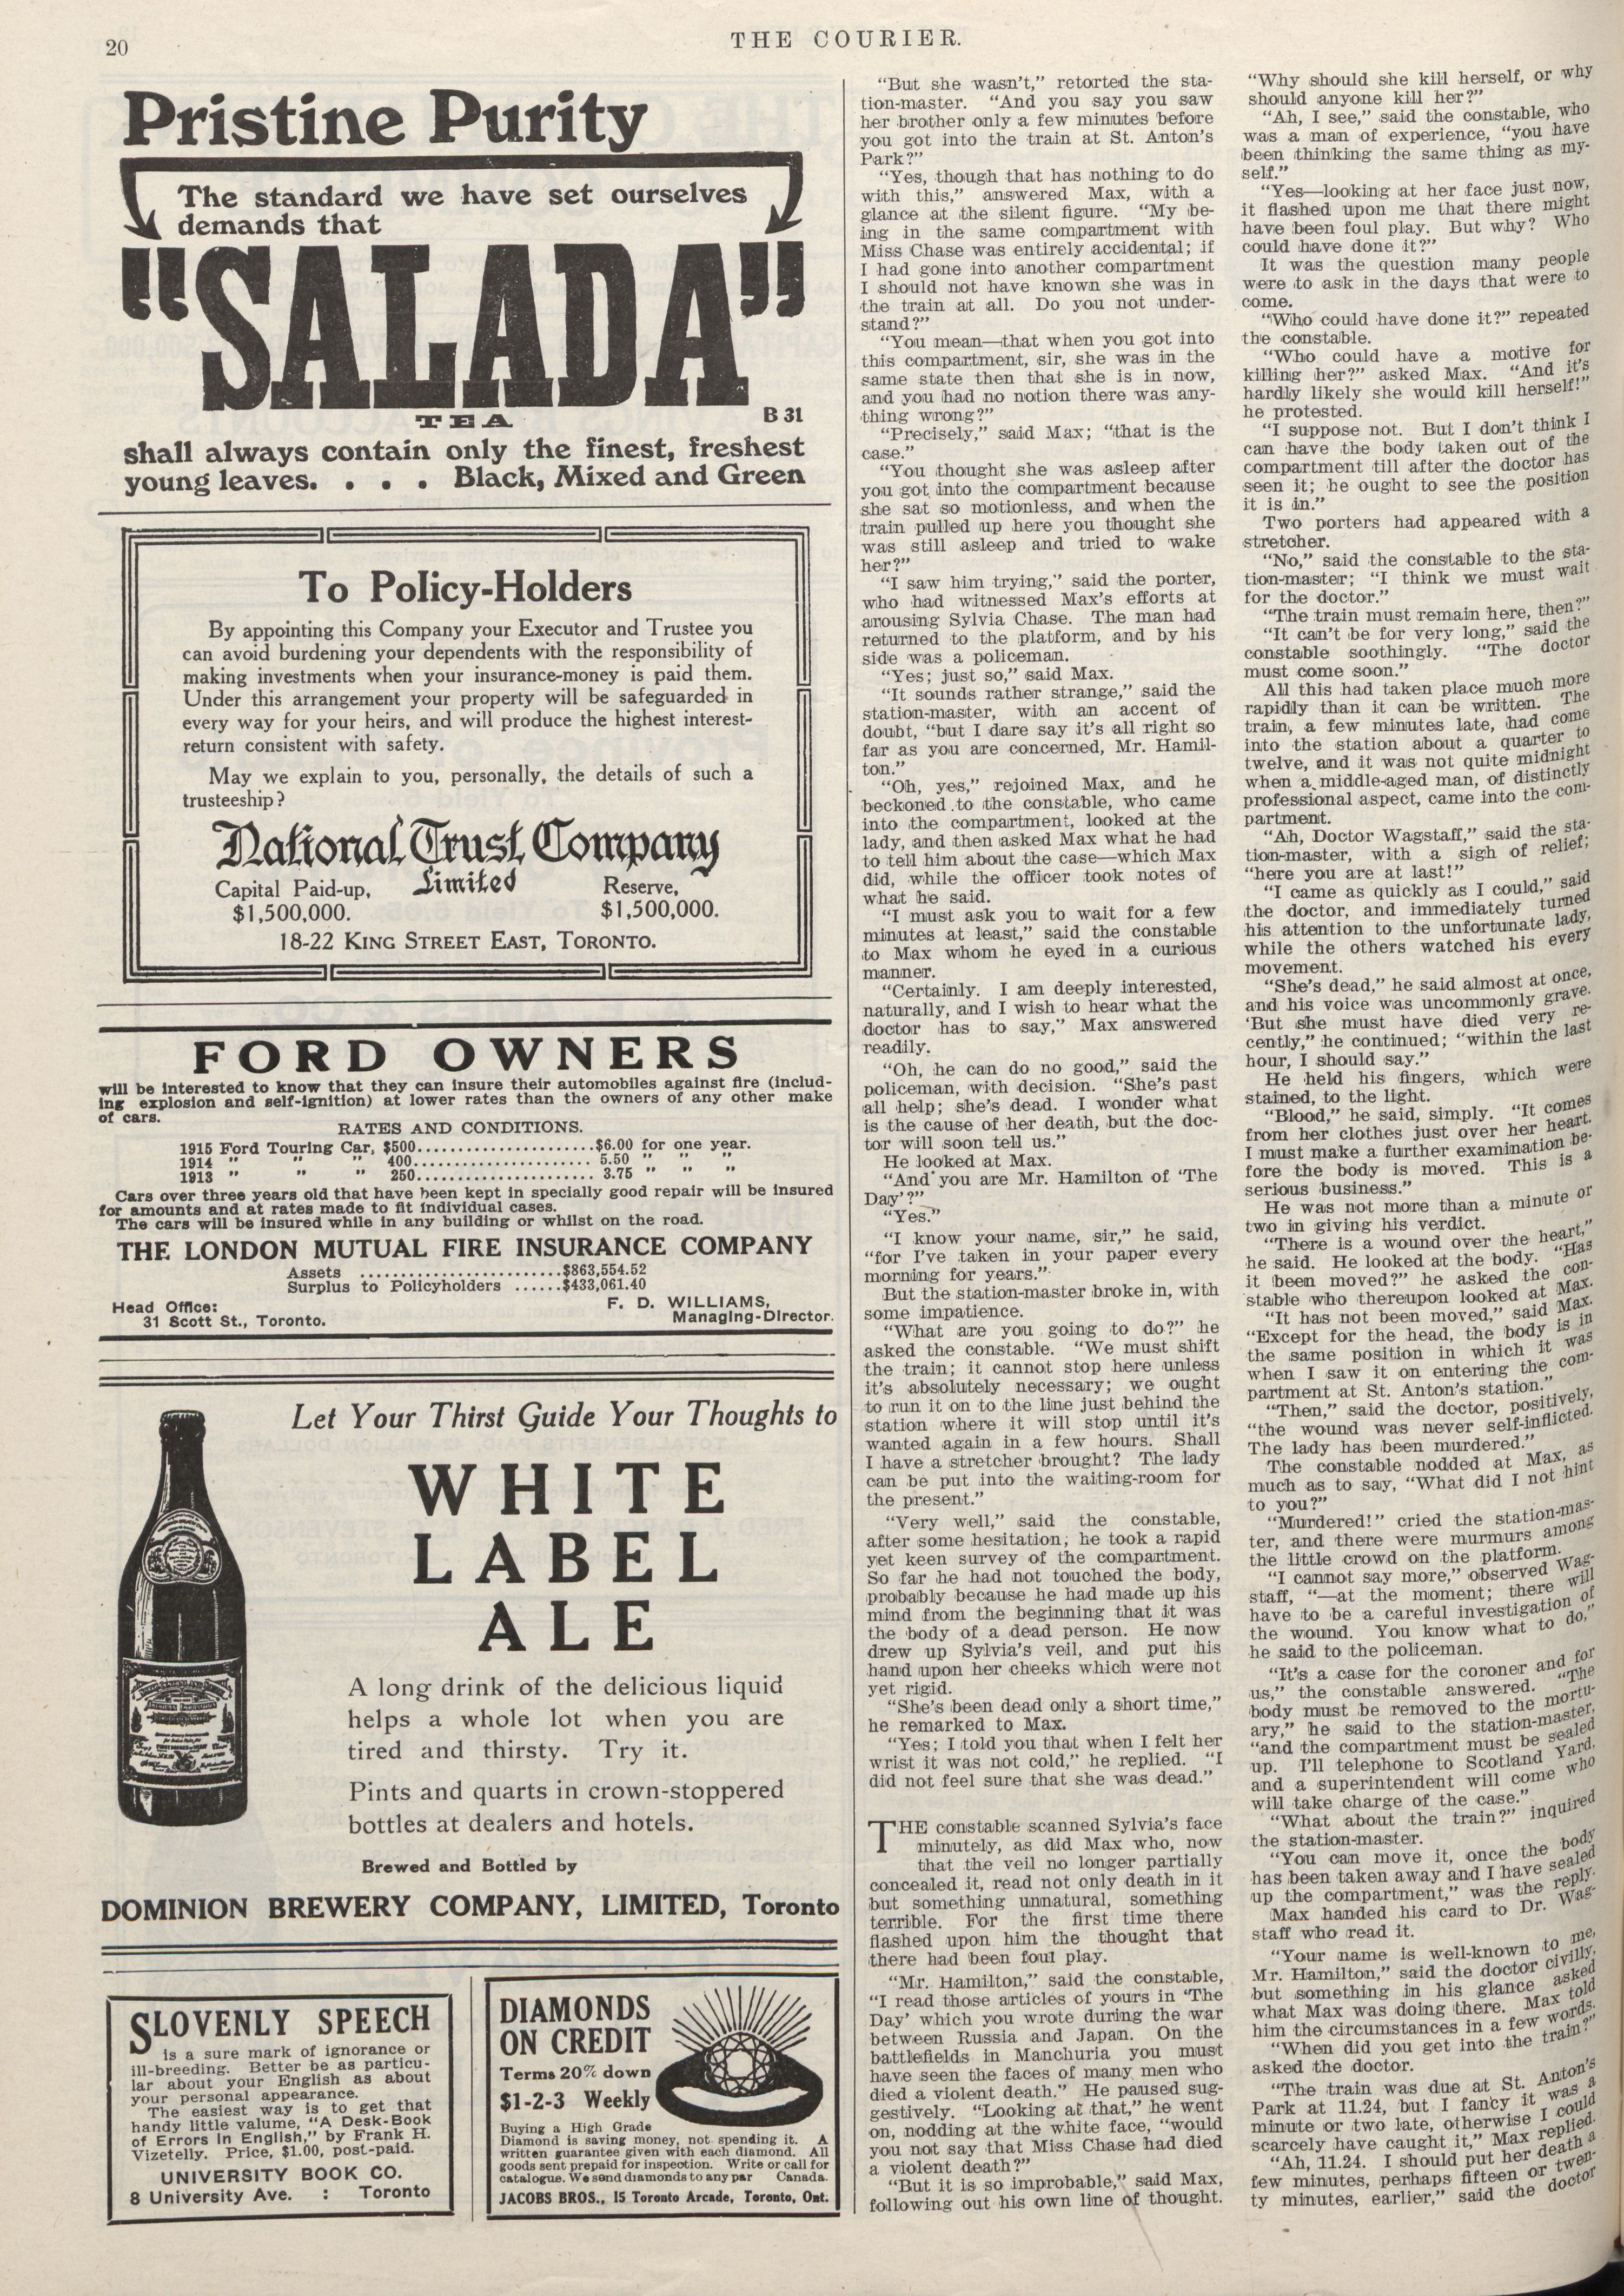 20
THE COURIER.
Pristine Purity
The standard we have set ourselves
demands that
"SALADA"
TEA
B 31
shall always contain only the finest, freshest
young leaves. . . . Black, Mixed and Green
To Policy-Holders
By appointing this Company your Executor and Trustee you
can avoid burdening your dependents with the responsibility of
making investments when your insurance-money is paid them.
Under this arrangement your property will be safeguarded in
every way for your heirs, and will produce the highest interest-
return consistent with safety.
May we explain to you, personally, the details of such a
trusteeship?
National Trust Company
Limited
Capital Paid-up,
$1,500,000.
Reserve,
$1,500,000.
18-22 KING STREET EAST, TORONTO.
FORD OWNERS
will be interested to know that they can insure their automobiles against fire (includ-
ing explosion and self-ignition) at lower rates than the owners of any other make
of cars.
RATES AND CONDITIONS.
1915 Ford Touring Car, $500......................$6.00 for one year.
1914 " " " 400...................... 5.50 " " "
1913 " " " 250...................... 3.75 " " "
Cars over three years old that have been kept in specially good repair will be insured
for amounts and at rates made to fit individual cases.
The cars will be insured while in any building or whilst on the road.
THE LONDON MUTUAL FIRE INSURANCE COMPANY
Assets .........................$863,554.52
Surplus to Policyholders ......$433,061.40
Head Office:
31 Scott St., Toronto.
F. D. WILLIAMS,
Managing-Director.
Let Your Thirst Guide Your Thoughts to
WHITE
LABEL
ALE
A long drink of the delicious liquid
helps a whole lot when you are
tired and thirsty. Try it.
Pints and quarts in crown-stoppered
bottles at dealers and hotels.
Brewed and Bottled by
DOMINION BREWERY COMPANY, LIMITED, Toronto
SLOVENLY SPEECH
is a sure mark of ignorance or
ill-breeding. Better be as particu-
lar about your English as about
your personal appearance.
The easiest way is to get that
handy little valume, "A Desk-Book
of Errors in English," by Frank H.
Vizetelly. Price, $1.00, post-paid.
UNIVERSITY BOOK CO.
8 University Ave. : Toronto
DIAMONDS
ON CREDIT
Terms 20% down
$1-2-3 Weekly
Buying a High Grade
Diamond is saving money, not spending it. A
written guarantee given with each diamond. All
goods sent prepaid for inspection. Write or call for
catalogue. We send diamonds to any par Canada.
JACOBS BROS., 15 Toronto Arcade, Toronto, Ont.
"But she wasn't," retorted the sta-
tion-master. "And you say you saw
her brother only a few minutes before
you got into the train at St. Anton's
Park?"
"Yes, though that has nothing to do
with this," answered Max, with a
glance at the silent figure. "My be-
ing in the same compartment with
Miss Chase was entirely accidental; if
I had gone into another compartment
I should not have known she was in
the train at all. Do you not under-
stand?"
"You mean—that when you got into
this compartment, sir, she was in the
same state then that she is in now,
and you had no notion there was any-
thing wrong?"
"Precisely," said Max; "that is the
case."
"You thought she was asleep after
you got into the compartment because
she sat so motionless, and when the
train pulled up here you thought she
was still asleep and tried to wake
her?"
"I saw him trying," said the porter,
who had witnessed Max's efforts at
arousing Sylvia Chase. The man had
returned to the platform, and by his
side was a policeman.
"Yes; just so," said Max.
"It sounds rather strange," said the
station-master, with an accent of
doubt, "but I dare say it's all right so
far as you are concerned, Mr. Hamil-
ton."
"Oh, yes," rejoined Max, and he
beckoned to the constable, who came
into the compartment, looked at the
lady, and then asked Max what he had
to tell him about the case—which Max
did, while the officer took notes of
what he said.
"I must ask you to wait for a few
minutes at least," said the constable
to Max whom he eyed in a curious
manner.
"Certainly. I am deeply interested,
naturally, and I wish to hear what the
doctor has to say," Max answered
readily.
"Oh, he can do no good," said the
policeman, with decision. "She's past
all help; she's dead. I wonder what
is the cause of her death, but the doc-
tor will soon tell us."
He looked at Max.
"And you are Mr. Hamilton of 'The
Day'?"
"Yes."
"I know your name, sir," he said,
"for I've taken in your paper every
morning for years."
But the station-master broke in, with
some impatience.
"What are you going to do?" he
asked the constable. "We must shift
the train; it cannot stop here unless
it's absolutely necessary; we ought
to run it on to the lime just behind the
station where it will stop until it's
wanted again in a few hours. Shall
I have a stretcher brought? The lady
can be put into the waiting-room for
the present."
"Very well," said the constable,
after some hesitation; he took a rapid
yet keen survey of the compartment.
So far he had not touched the body,
probably because he had made up his
mind from the beginning that it was
the body of a dead person. He now
drew up Sylvia's veil, and put his
hand upon her cheeks which were not
yet rigid.
"She's been dead only a short time,"
he remarked to Max.
"Yes; I told you that when I felt her
wrist it was not cold," he replied. "I
did not feel sure that she was dead."
THE constable scanned Sylvia's face
minutely, as did Max who, now
that the veil no longer partially
concealed it, read not only death in it
but something unnatural, something
terrible. For the first time there
flashed upon him the thought that
there had been foul play.
"Mr. Hamilton," said the constable,
"I read those articles of yours in 'The
Day' which you wrote during the war
between Russia and Japan. On the
battlefields in Manchuria you must
have seen the faces of many men who
died a violent death." He paused sug-
gestively. "Looking at that," he went
on, nodding at the white face, "would
you not say that Miss Chase had died
a violent death?"
"But it is so improbable," said Max,
following out his own line of thought.
"Why should she kill herself, or why
should anyone kill her?"
"Ah, I see," said the constable, who
was a man of experience, "you have
been thinking the same thing as my-
self."
"Yes—looking at her face just now,
it flashed upon me that there might
have been foul play. But why? Who
could have done it?"
It was the question many people
were to ask in the days that were to
come.
"Who could have done it?" repeated
the constable.
"Who could have a motive for
killing her?" asked Max. "And it's
hardly likely she would kill herself!"
he protested.
"I suppose not. But I don't think I
can have the body taken out of the
compartment till after the doctor has
seen it; he ought to see the position
it is in."
Two porters had appeared with a
stretcher.
"No," said the constable to the sta-
tion-master; "I think we must wait
for the doctor."
"The train must remain here, then?"
"It can't be for very long," said the
constable soothingly. "The doctor
must come soon."
All this had taken place much more
rapidly than it can be written. The
train, a few minutes late, had come
into the station about a quarter to
twelve, and it was not quite midnight
when a middle-aged man, of distinctly
professional aspect, came into the com-
partment.
"Ah, Doctor Wagstaff," said the sta-
tion-master, with a sigh of relief;
"here you are at last!"
"I came as quickly as I could," said
the doctor, and immediately turned
his attention to the unfortunate lady,
while the others watched his every
movement.
"She's dead," he said almost at once,
and his voice was uncommonly grave.
'But she must have died very re-
cently," he continued; "within the last
hour, I should say."
He held his fingers, which were
stained, to the light.
"Blood," he said, simply. "It comes
from her clothes just over her heart.
I must make a further examination be-
fore the body is moved. This is a
serious business."
He was not more than a minute or
two in giving his verdict.
"There is a wound over the heart,"
he said. He looked at the body. "Has
it been moved?" he asked the con-
stable who thereupon looked at Max.
"It has not been moved," said Max.
"Except for the head, the body is in
the same position in which it was
when I saw it on entering the com-
partment at St. Anton's station."
"Then," said the doctor, positively,
"the wound was never self-inflicted.
The lady has been murdered."
The constable nodded at Max, as
much as to say, "What did I not hint
to you?"
"Murdered!" cried the station-mas-
ter, and there were murmurs among
the little crowd on the platform.
"I cannot say more," observed Wag-
staff, "—at the moment; there will
have to be a careful investigation of
the wound. You know what to do,"
he said to the policeman.
"It's a case for the coroner and for
us," the constable answered. "The
body must be removed to the mortu-
ary," he said to the station-master,
"and the compartment must be sealed
up. I'll telephone to Scotland Yard,
and a superintendent will come who
will take charge of the case."
"What about the train?" inquired
the station-master.
"You can move it, once the body
has been taken away and I have sealed
up the compartment," was the reply.
Max handed his card to Dr. Wag-
staff who read it.
"Your name is well-known to me,
Mr. Hamilton," said the doctor civilly,
but something in his glance asked
what Max was doing there. Max told
him the circumstances in a few words.
"When did you get into the train?"
asked the doctor.
"The train was due at St. Anton's
Park at 11.24, but I fancy it was a
minute or two late, otherwise I could
scarcely have caught it," Max replied.
"Ah, 11.24. I should put her death a
few minutes, perhaps fifteen or twen-
ty minutes, earlier," said the doctor